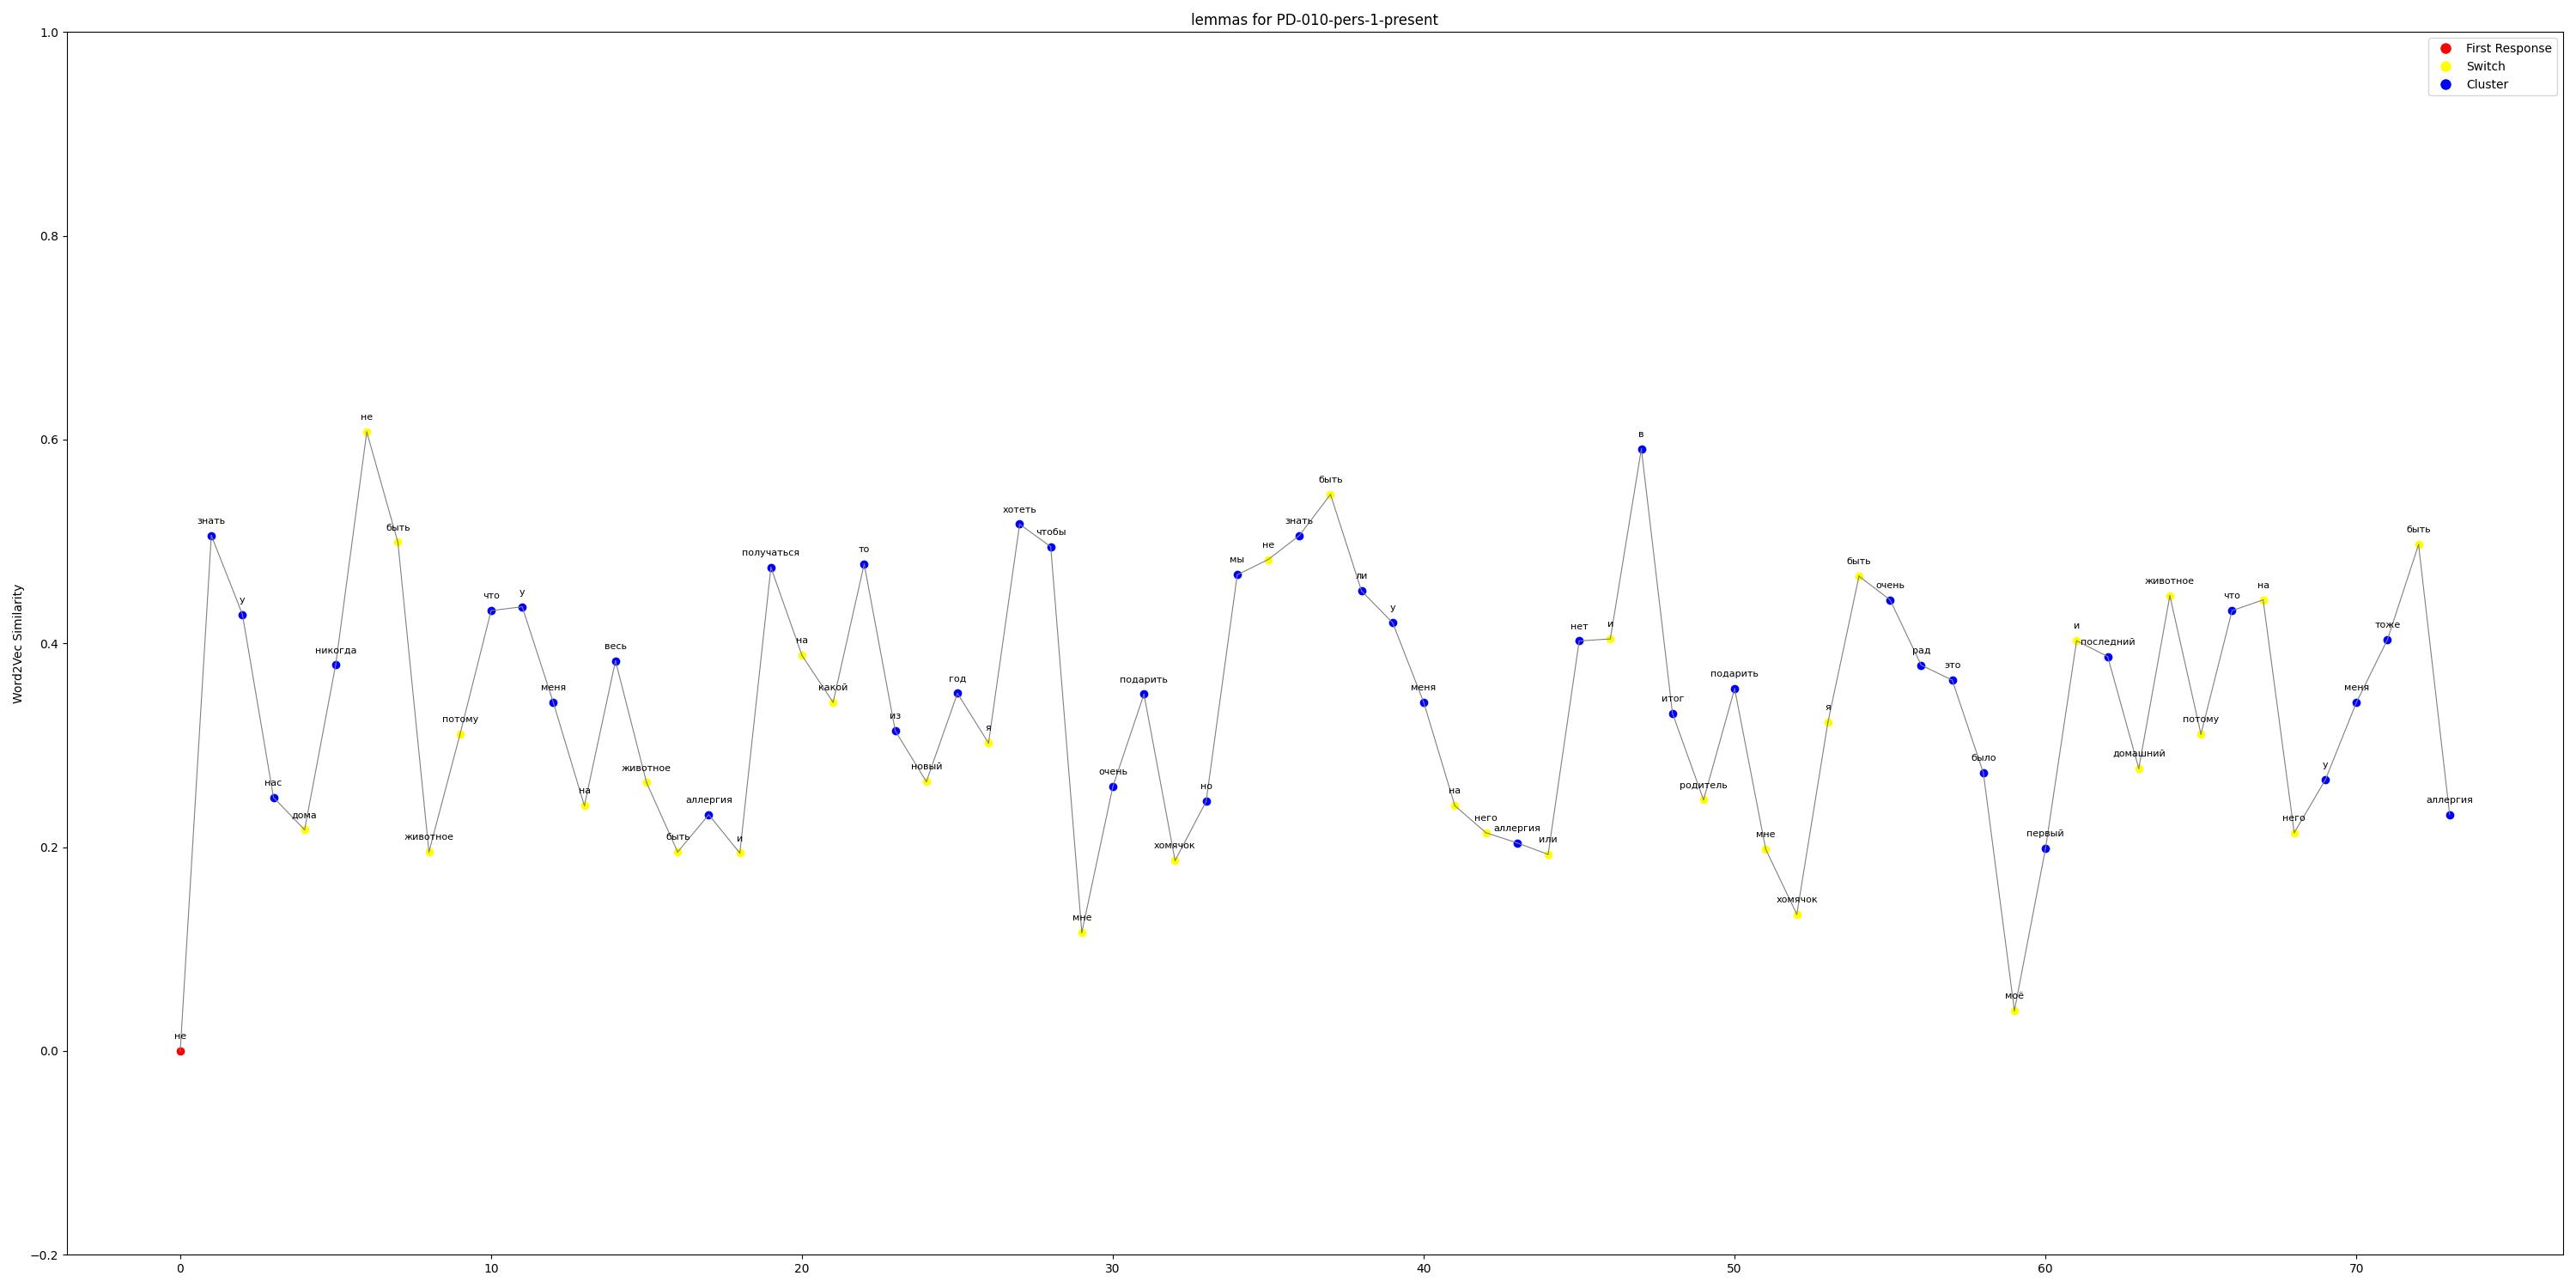 lemmas for PD-010-pers-1-present
1.0
0.8
0.6
0.4
0.2
0.0
−0.2
Word2Vec Similarity
First Response
Switch
Cluster
не
знать
у
нас
дома
никогда
не
быть
животное
потому
что
у
меня
на
весь
животное
быть
аллергия
и
получаться
на
какой
то
из
новый
год
я
хотеть
чтобы
мне
очень
подарить
хомячок
но
мы
не
знать
быть
ли
у
меня
на
него
аллергия
или
нет
и
в
итог
родитель
подарить
мне
хомячок
я
быть
очень
рад
это
было
моё
первый
и
последний
домашний
животное
потому
что
на
него
у
меня
тоже
быть
аллергия
0
10
20
30
40
50
60
70